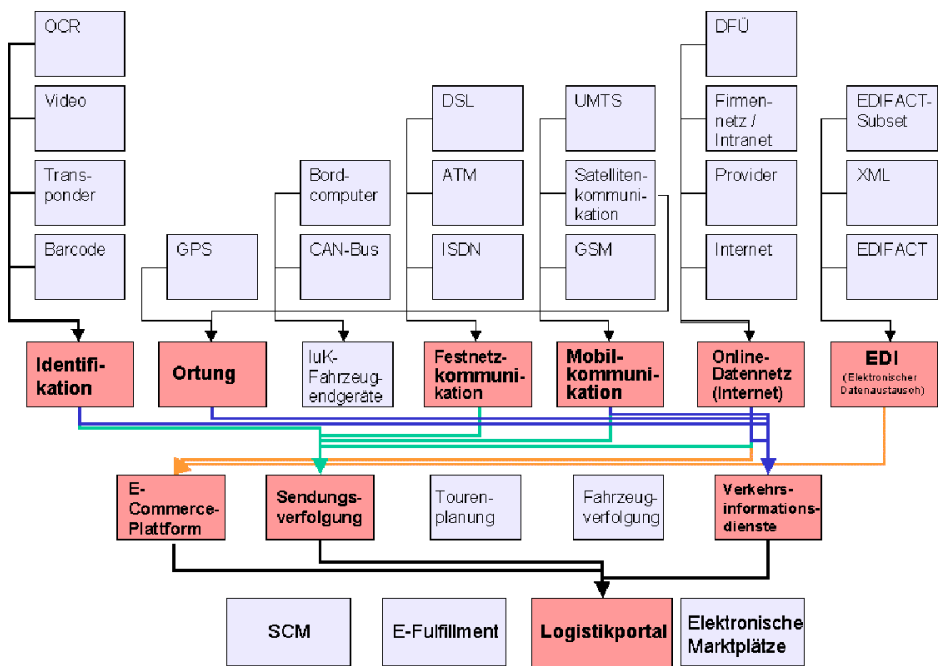 OCR
DFÜ
Video
DSL
UMTS
Firmen-
netz /
Intranet
EDIFACT-
Subset
Trans-
ponder
Bord-
computer
ATM
Satelliten-
kommuni-
kation
Provider
XML
Barcode
GPS
CAN-Bus
ISDN
GSM
Internet
EDIFACT
Identifi-
kation
Ortung
IuK-
Fahrzeug-
endgeräte
Festnetz-
kommuni-
kation
Mobil-
kommuni-
kation
Online-
Datennetz
(Internet)
EDI
(Elektronischer
Datenaustausch)
E-
Commerce-
Plattform
Sendungs-
verfolgung
Touren-
planung
Fahrzeug-
verfolgung
Verkehrs-
informations-
dienste
SCM
E-Fulfillment
Logistikportal
Elektronische
Marktplätze